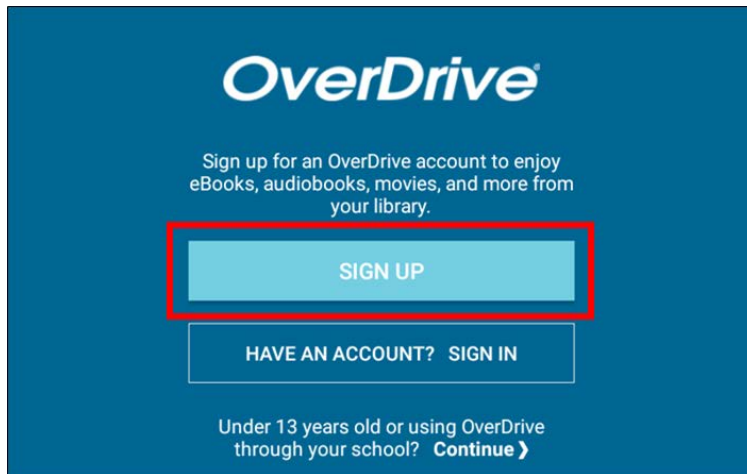 OverDrive®
Sign up for an OverDrive account to enjoy
eBooks, audiobooks, movies, and more from
your library.
SIGN UP
HAVE AN ACCOUNT? SIGN IN
Under 13 years old or using OverDrive
through your school? Continue ❯